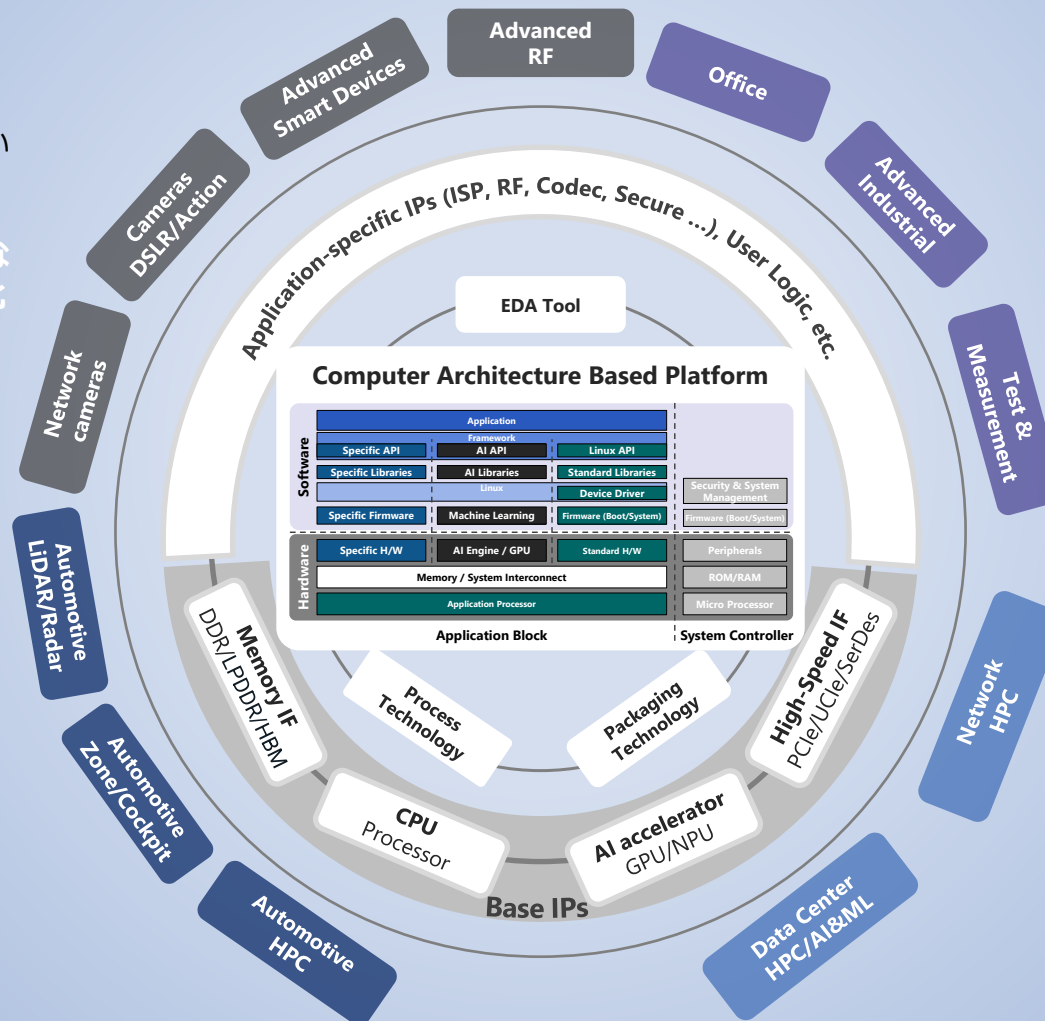 Advanced
RF
Advanced
Smart Devices
Office
Cameras
DSLR/Action
Advanced
Industrial
Network
cameras
Test &
Measurement
Automotive
LiDAR/Radar
Network
HPC
Automotive
Zone/Cockpit
Automotive
HPC
Data Center
HPC/AI&ML
Application-specific IPs (ISP, RF, Codec, Secure ...), User Logic, etc.
EDA Tool
Computer Architecture Based Platform
Software
Application
Framework
Specific API
AI API
Linux API
Specific Libraries
AI Libraries
Standard Libraries
Linux
Device Driver
Specific Firmware
Machine Learning
Firmware (Boot/System)
Security & System
Management
Firmware (Boot/System)
Hardware
Specific H/W
AI Engine / GPU
Standard H/W
Peripherals
Memory / System Interconnect
ROM/RAM
Application Processor
Micro Processor
Application Block
System Controller
Process
Technology
Packaging
Technology
Memory IF
DDR/LPDDR/HBM
CPU
Processor
AI accelerator
GPU/NPU
High-Speed IF
PCIe/UCIe/SerDes
Base IPs